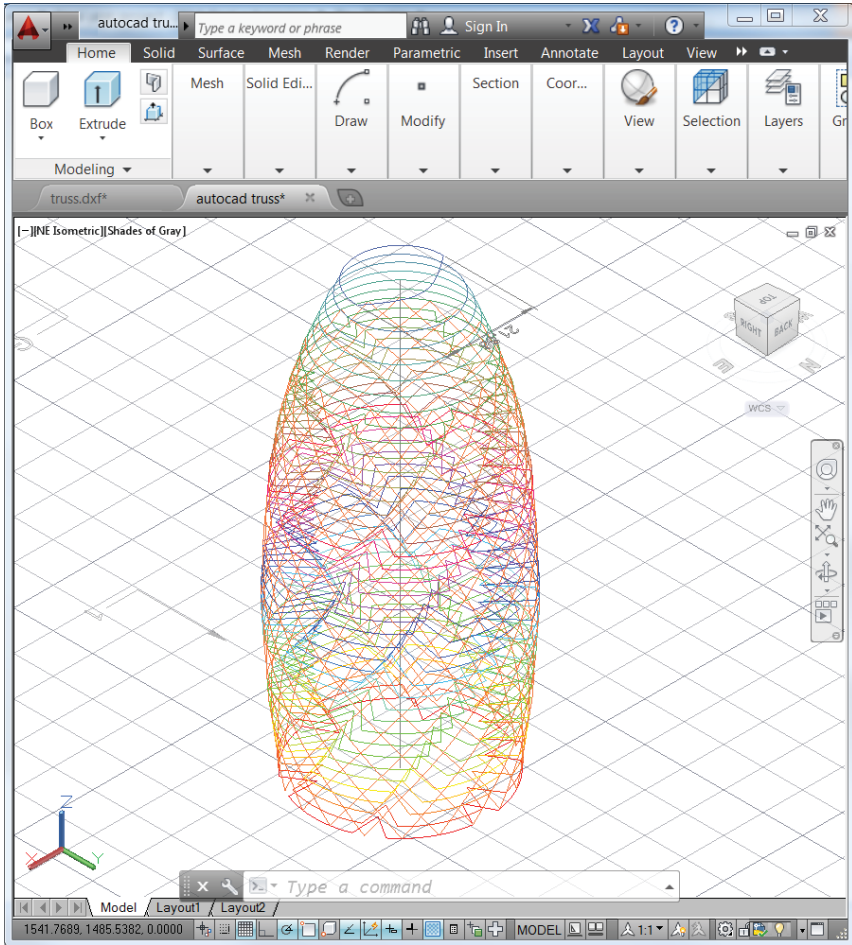 autocad tru... Type a keyword or phrase Sign In
Home Solid Surface Mesh Render Parametric Insert Annotate Layout View
Mesh Solid Edi... Section Coor...
Box Extrude Draw Modify View Selection Layers Gr
Modeling
truss.dxf* autocad truss*
[−][NE Isometric][Shades of Gray]
TOP
RIGHT BACK
E N
WCS
Z
X Y
Type a command
Model Layout1 Layout2
1541.7689, 1485.5382, 0.0000 MODEL 1:1